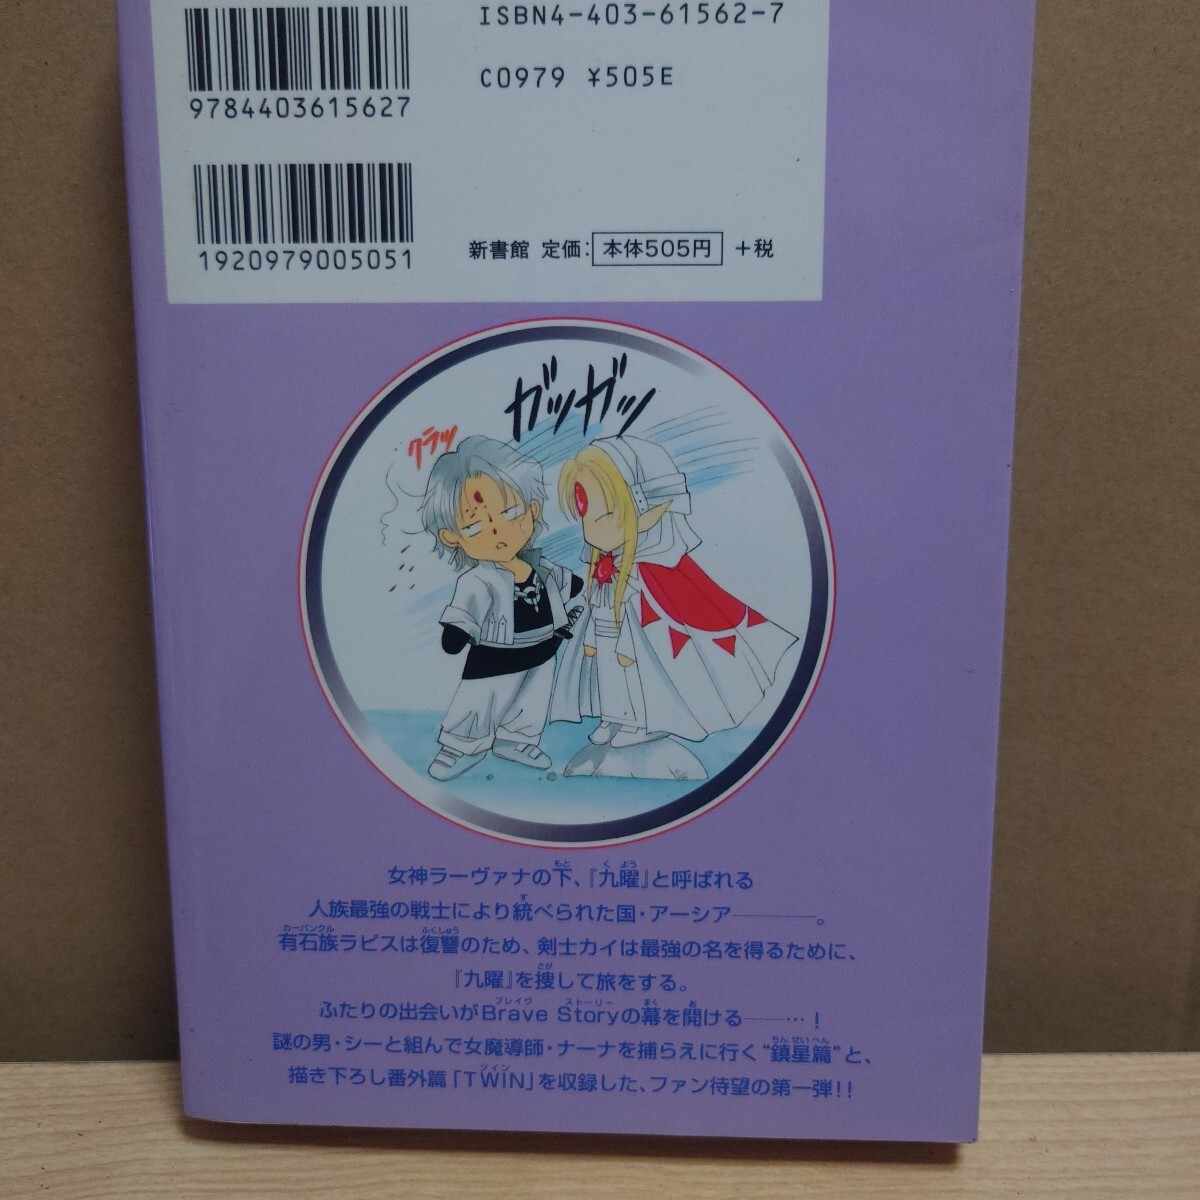 ISBN4-403-61562-7
C0979 ¥505E
9784403615627
1920979005051
新書館 定価: 本体505円 +税
ガッガッ
クラッ
女神ラーヴァナの下、『九曜』と呼ばれる
人族最強の戦士により統べられた国・アーシア――――。
有石族ラピスは復讐のため、剣士カイは最強の名を得るために、
『九曜』を捜して旅をする。
ふたりの出会いがBrave Storyの幕を開ける――…！
謎の男・シーと組んで女魔導師・ナーナを捕らえに行く“鎮星篇”と、
描き下ろし番外篇「TWIN」を収録した、ファン待望の第一弾!!